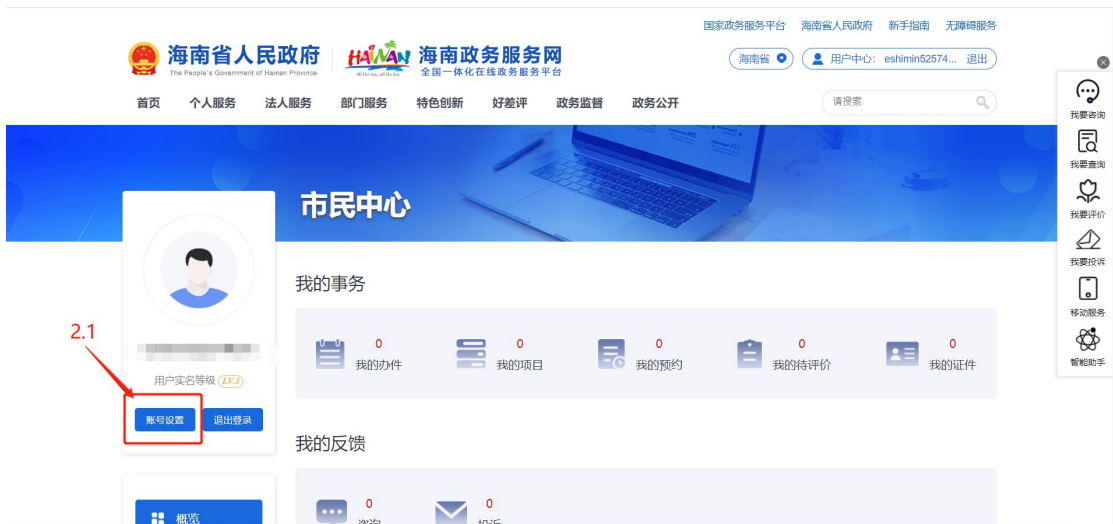 国家政务服务平台 海南省人民政府 新手指南 无障碍服务
海南省人民政府
The People's Government of Hainan Province
HAINAN
海南政务服务网
全国一体化在线政务服务平台
海南省
用户中心： eshimin52574... 退出
首页 个人服务 法人服务 部门服务 特色创新 好差评 政务监督 政务公开
请搜索
我要咨询
我要查询
我要评价
我要投诉
移动服务
智能助手
市民中心
2.1
用户实名等级 LV.3
账号设置 退出登录
概览
我的事务
0 0 0 0 0
我的办件 我的项目 我的预约 我的待评价 我的证件
我的反馈
0 0
咨询 投诉